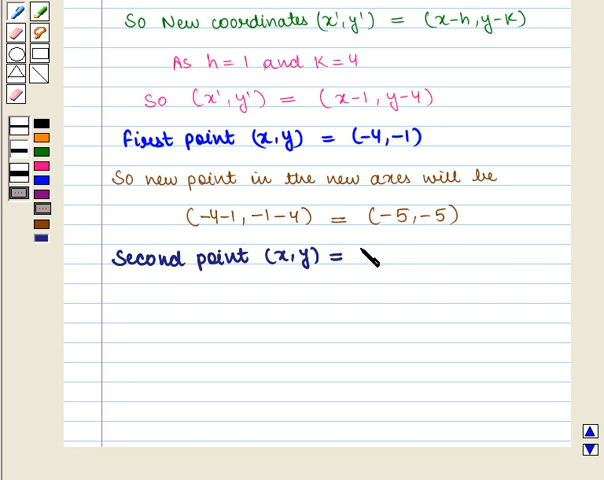 So New coordinates (x', y') = (x-h, y-k)
As h=1 and k=4
So (x', y') = (x-1, y-4)
First point (x, y) = (-4, -1)
So new point in the new axes will be
(-4-1, -1-4) = (-5, -5)
Second point (x, y) =